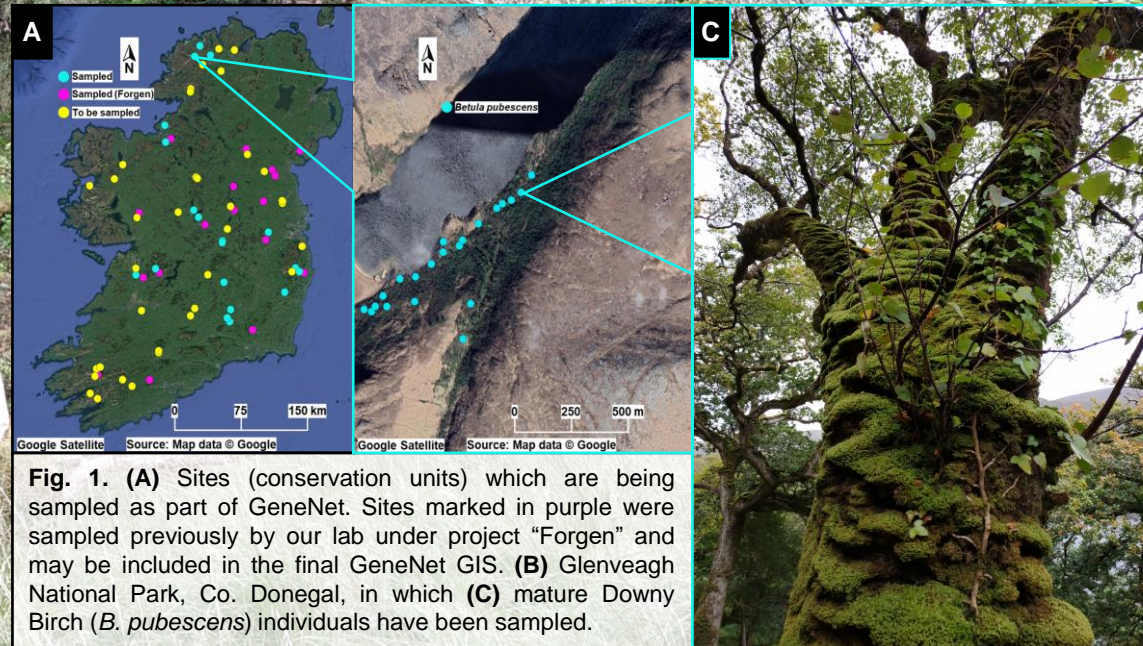 A
N
Sampled
Sampled (Forgen)
To be sampled
0 75 150 km
Google Satellite Source: Map data © Google
N
Betula pubescens
0 250 500 m
Google Satellite Source: Map data © Google
C
Fig. 1. (A) Sites (conservation units) which are being
sampled as part of GeneNet. Sites marked in purple were
sampled previously by our lab under project “Forgen” and
may be included in the final GeneNet GIS. (B) Glenveagh
National Park, Co. Donegal, in which (C) mature Downy
Birch (B. pubescens) individuals have been sampled.